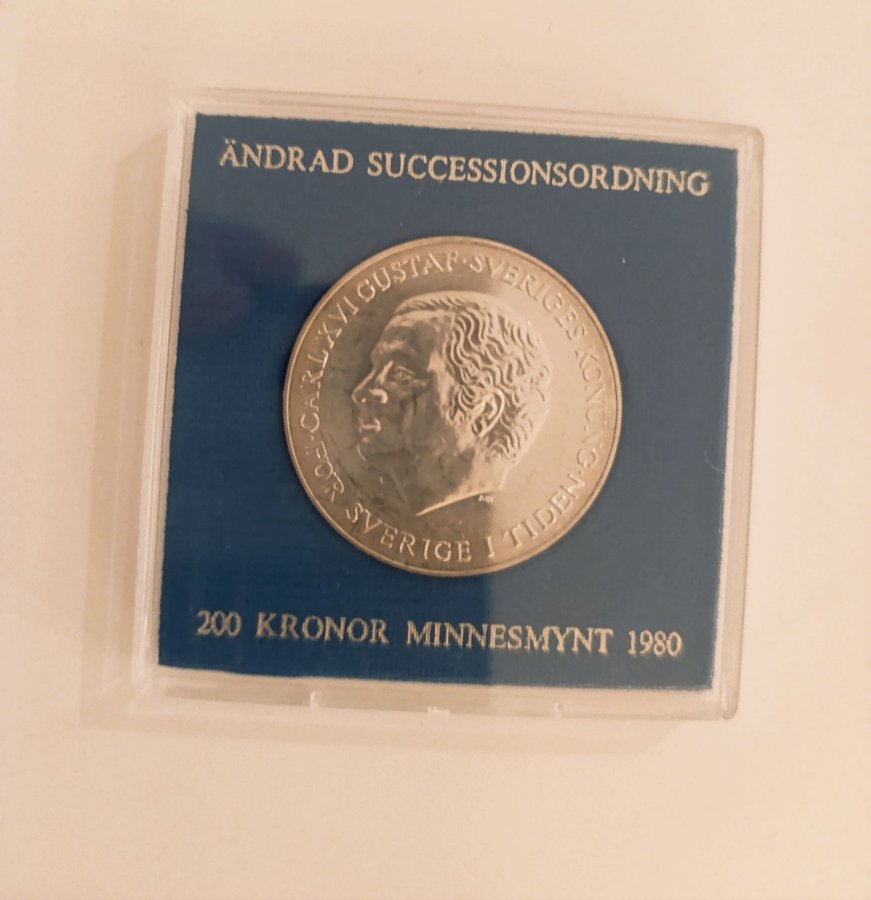 ÄNDRAD SUCCESSIONSORDNING
CARL XVI GUSTAF · SVERIGES KONUNG ·
FÖR SVERIGE I TIDEN ·
200 KRONOR MINNESMYNT 1980